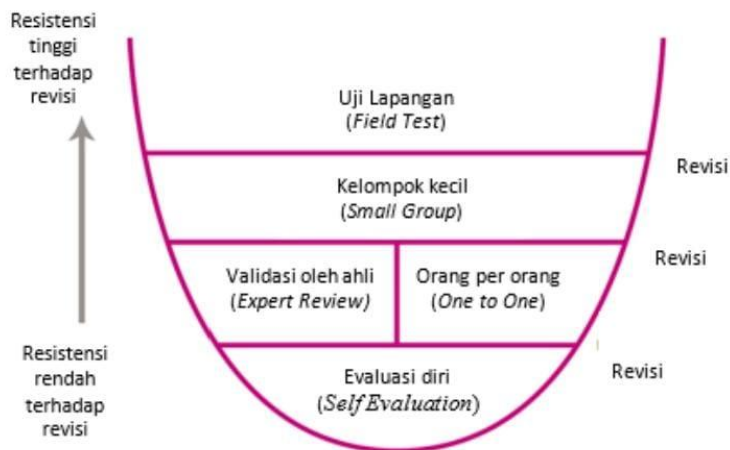 Resistensi
tinggi
terhadap
revisi
Uji Lapangan
(Field Test)
Revisi
Kelompok kecil
(Small Group)
Revisi
Validasi oleh ahli
(Expert Review)
Orang per orang
(One to One)
Revisi
Evaluasi diri
(Self Evaluation)
Resistensi
rendah
terhadap
revisi